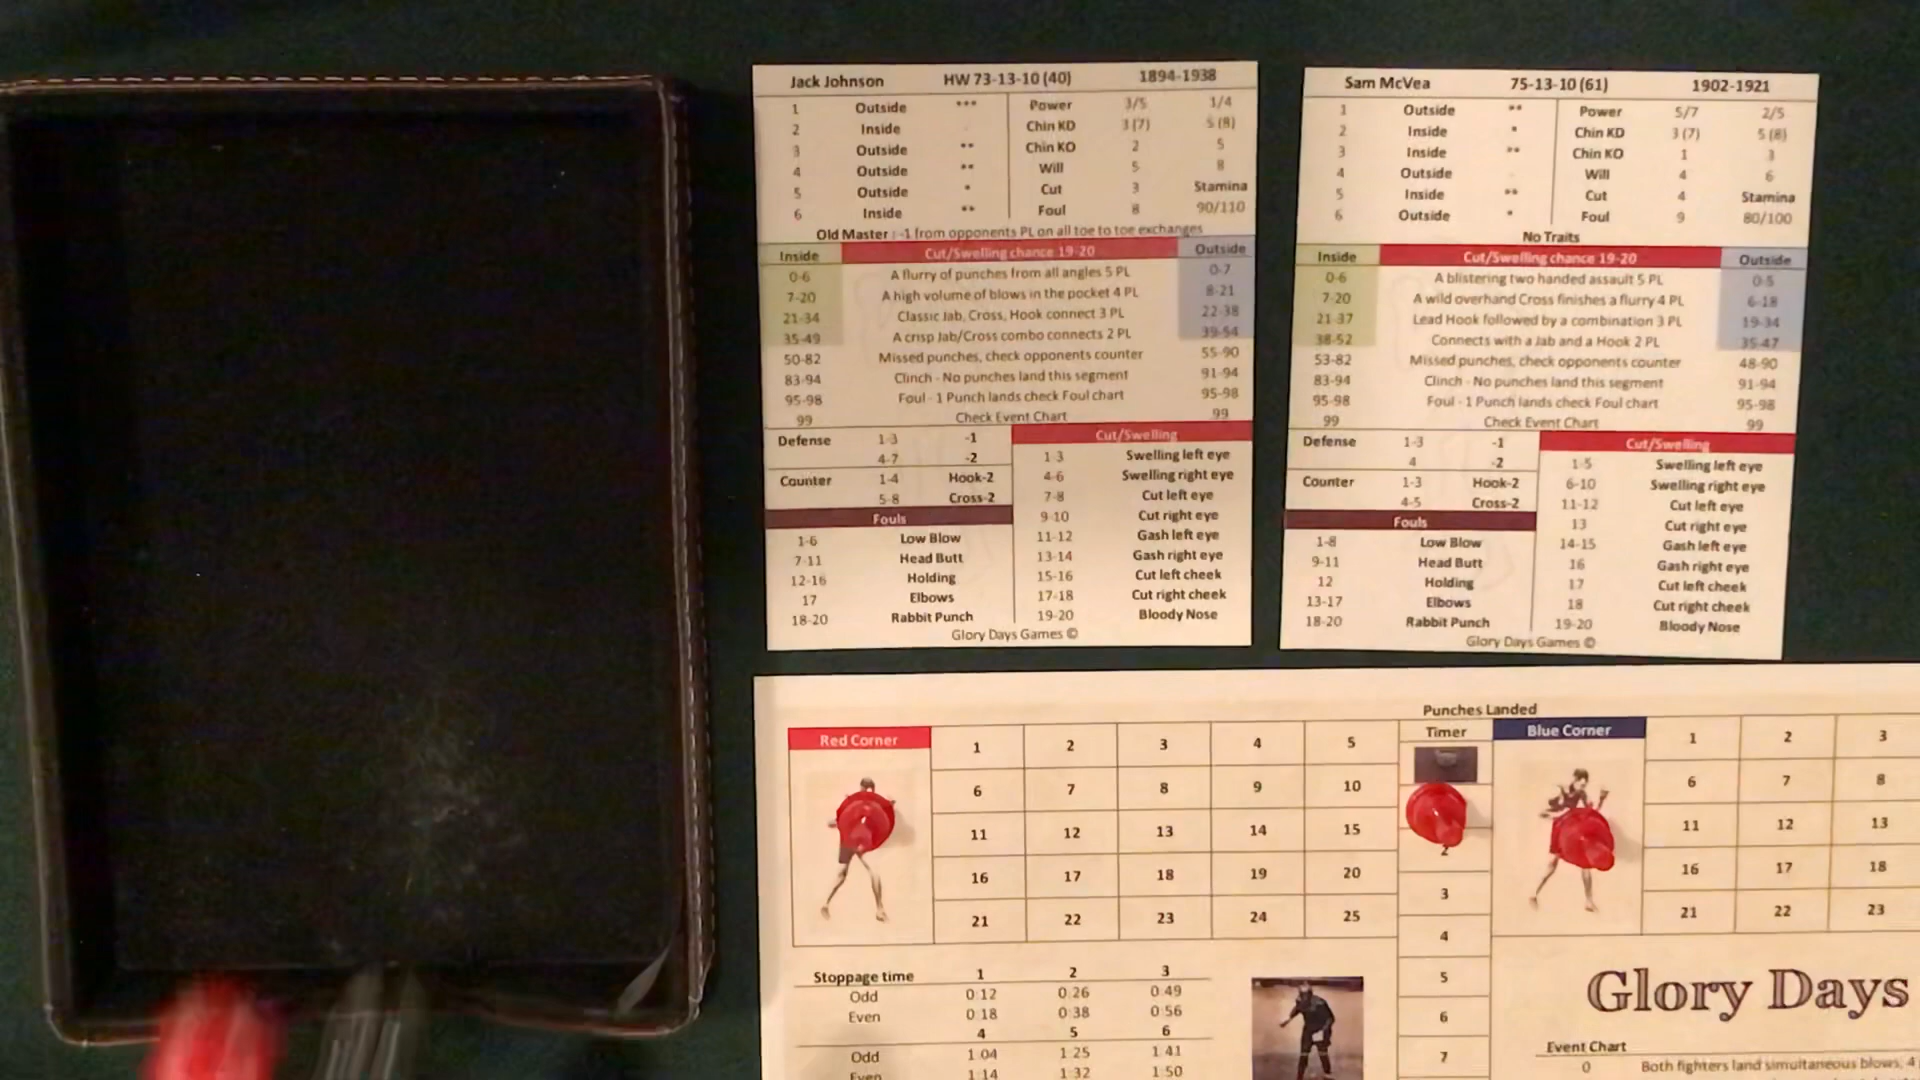 Jack Johnson HW 73-13-10 (40) 1894-1938
1 Outside *** Power 3/5 1/4
2 Inside Chin KD 3 (7) 5 (8)
3 Outside ** Chin KO 2 5
4 Outside ** Will 5 8
5 Outside * Cut 3 Stamina
6 Inside ** Foul 8 90/110
Old Master : -1 from opponents PL on all toe to toe exchanges
Inside Cut/Swelling chance 19-20 Outside
0-6 A flurry of punches from all angles 5 PL 0-7
7-20 A high volume of blows in the pocket 4 PL 8-21
21-34 Classic Jab, Cross, Hook connect 3 PL 22-38
35-49 A crisp Jab/Cross combo connects 2 PL 39-54
50-82 Missed punches, check opponents counter 55-90
83-94 Clinch - No punches land this segment 91-94
95-98 Foul - 1 Punch lands check Foul chart 95-98
99 Check Event Chart 99
Defense 1-3 -1 Cut/Swelling
4-7 -2 1-3 Swelling left eye
Counter 1-4 Hook-2 4-6 Swelling right eye
5-8 Cross-2 7-8 Cut left eye
Fouls 9-10 Cut right eye
1-6 Low Blow 11-12 Gash left eye
7-11 Head Butt 13-14 Gash right eye
12-16 Holding 15-16 Cut left cheek
17 Elbows 17-18 Cut right cheek
18-20 Rabbit Punch 19-20 Bloody Nose
Glory Days Games ©
Sam McVea 75-13-10 (61) 1902-1921
1 Outside ** Power 5/7 2/5
2 Inside * Chin KD 3 (7) 5 (8)
3 Inside ** Chin KO 1 3
4 Outside Will 4 6
5 Inside ** Cut 4 Stamina
6 Outside * Foul 9 80/100
No Traits
Inside Cut/Swelling chance 19-20 Outside
0-6 A blistering two handed assault 5 PL 0-5
7-20 A wild overhand Cross finishes a flurry 4 PL 6-18
21-37 Lead Hook followed by a combination 3 PL 19-34
38-52 Connects with a Jab and a Hook 2 PL 35-47
53-82 Missed punches, check opponents counter 48-90
83-94 Clinch - No punches land this segment 91-94
95-98 Foul - 1 Punch lands check Foul chart 95-98
99 Check Event Chart 99
Defense 1-3 -1 Cut/Swelling
4 -2 1-5 Swelling left eye
Counter 1-3 Hook-2 6-10 Swelling right eye
4-5 Cross-2 11-12 Cut left eye
Fouls 13 Cut right eye
1-8 Low Blow 14-15 Gash left eye
9-11 Head Butt 16 Gash right eye
12 Holding 17 Cut left cheek
13-17 Elbows 18 Cut right cheek
18-20 Rabbit Punch 19-20 Bloody Nose
Glory Days Games ©
Punches Landed
Red Corner 1 2 3 4 5 Timer Blue Corner 1 2 3
6 7 8 9 10 6 7 8
11 12 13 14 15 2 11 12 13
16 17 18 19 20 3 16 17 18
21 22 23 24 25 4 21 22 23
Stoppage time 1 2 3 5 Glory Days
Odd 0:12 0:26 0:49
Even 0:18 0:38 0:56 6
4 5 6
Odd 1:04 1:25 1:41 7 Event Chart
Even 1:14 1:32 1:50 0 Both fighters land simultaneous blows, 4